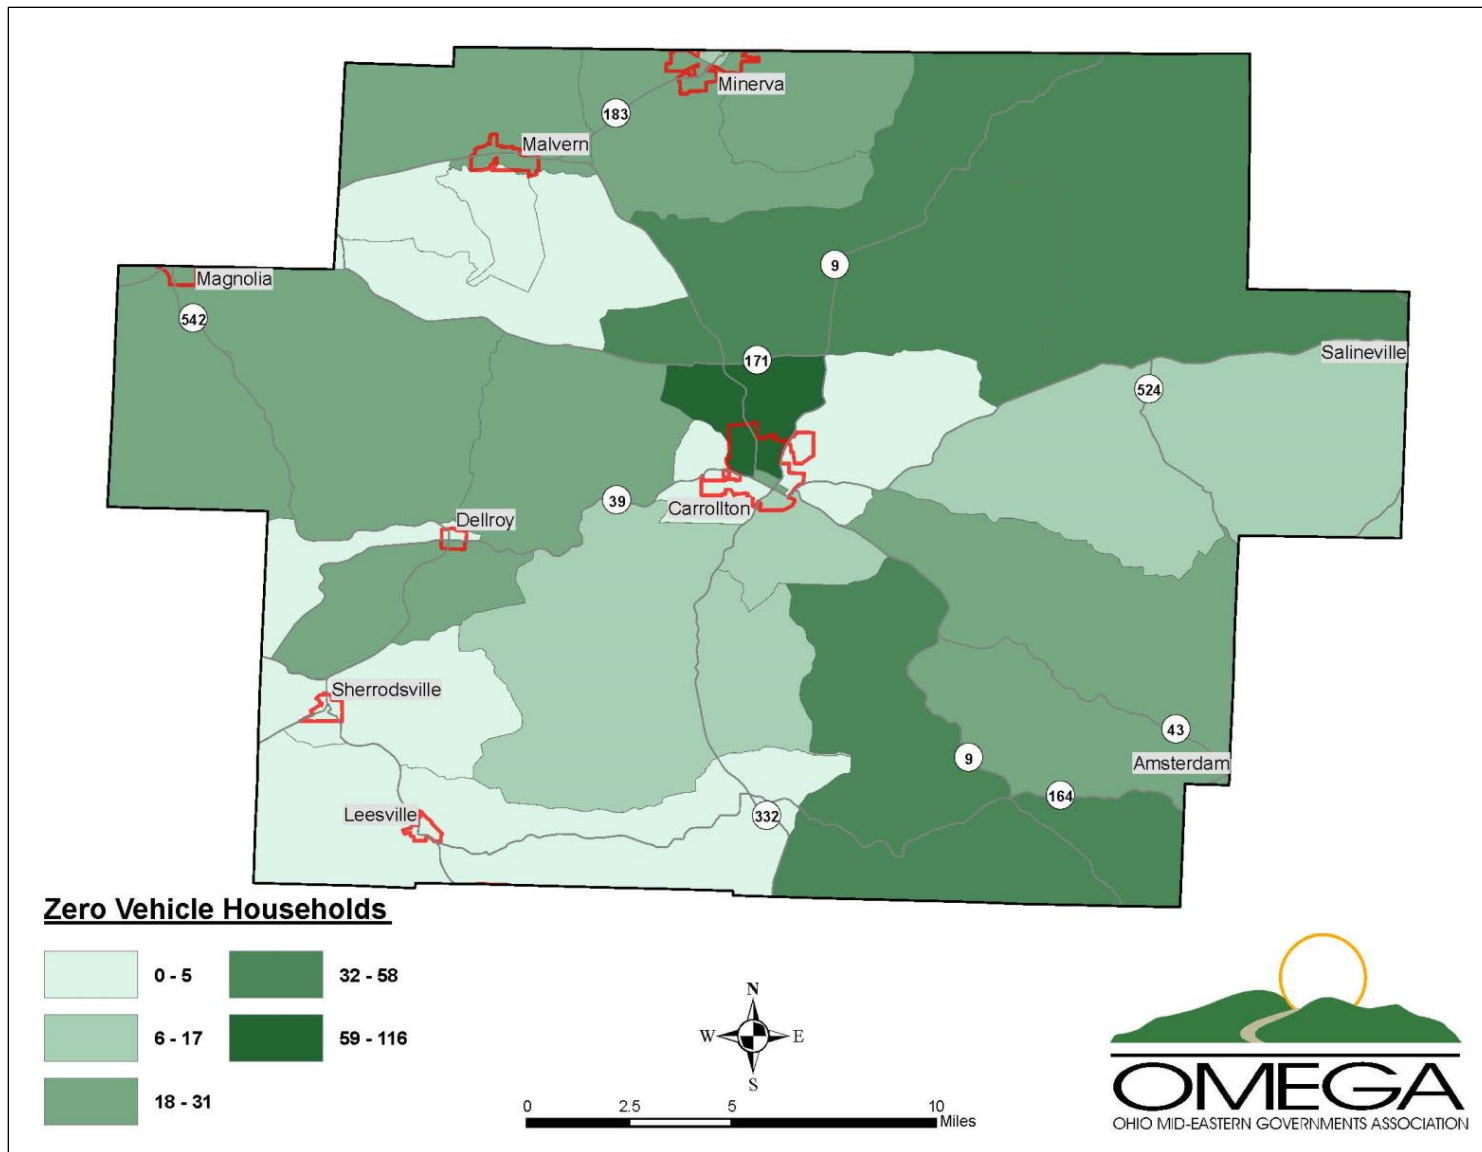 Minerva
183
Malvern
9
Magnolia
542
171
Salineville
524
39
Carrollton
Dellroy
Sherrodsville
43
9
Amsterdam
164
Leesville
332
Zero Vehicle Households
0 - 5
32 - 58
6 - 17
59 - 116
18 - 31
N
W E
S
0 2.5 5 10
Miles
OMEGA
OHIO MID-EASTERN GOVERNMENTS ASSOCIATION